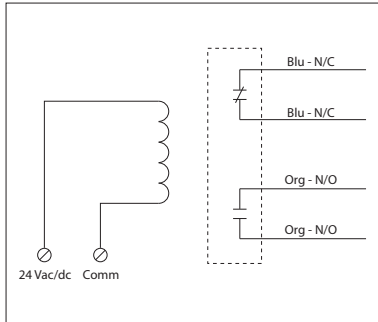 Blu - N/C
Blu - N/C
Org - N/O
Org - N/O
24 Vac/dc Comm